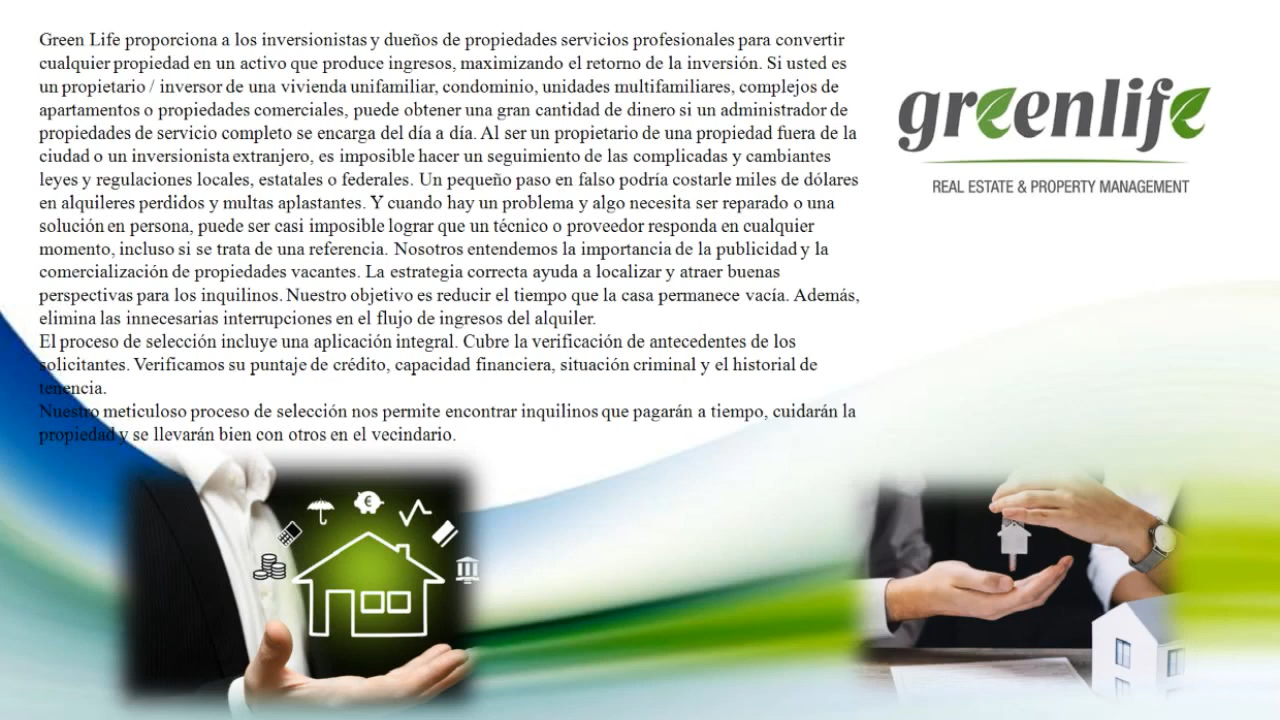 Green Life proporciona a los inversionistas y dueños de propiedades servicios profesionales para convertir
cualquier propiedad en un activo que produce ingresos, maximizando el retorno de la inversión. Si usted es
un propietario / inversor de una vivienda unifamiliar, condominio, unidades multifamiliares, complejos de
apartamentos o propiedades comerciales, puede obtener una gran cantidad de dinero si un administrador de
propiedades de servicio completo se encarga del día a día. Al ser un propietario de una propiedad fuera de la
ciudad o un inversionista extranjero, es imposible hacer un seguimiento de las complicadas y cambiantes
leyes y regulaciones locales, estatales o federales. Un pequeño paso en falso podría costarle miles de dólares
en alquileres perdidos y multas aplastantes. Y cuando hay un problema y algo necesita ser reparado o una
solución en persona, puede ser casi imposible lograr que un técnico o proveedor responda en cualquier
momento, incluso si se trata de una referencia. Nosotros entendemos la importancia de la publicidad y la
comercialización de propiedades vacantes. La estrategia correcta ayuda a localizar y atraer buenas
perspectivas para los inquilinos. Nuestro objetivo es reducir el tiempo que la casa permanece vacía. Además,
elimina las innecesarias interrupciones en el flujo de ingresos del alquiler.
El proceso de selección incluye una aplicación integral. Cubre la verificación de antecedentes de los
solicitantes. Verificamos su puntaje de crédito, capacidad financiera, situación criminal y el historial de
tenencia.
Nuestro meticuloso proceso de selección nos permite encontrar inquilinos que pagarán a tiempo, cuidarán la
propiedad y se llevarán bien con otros en el vecindario.
greenlife
REAL ESTATE & PROPERTY MANAGEMENT
€